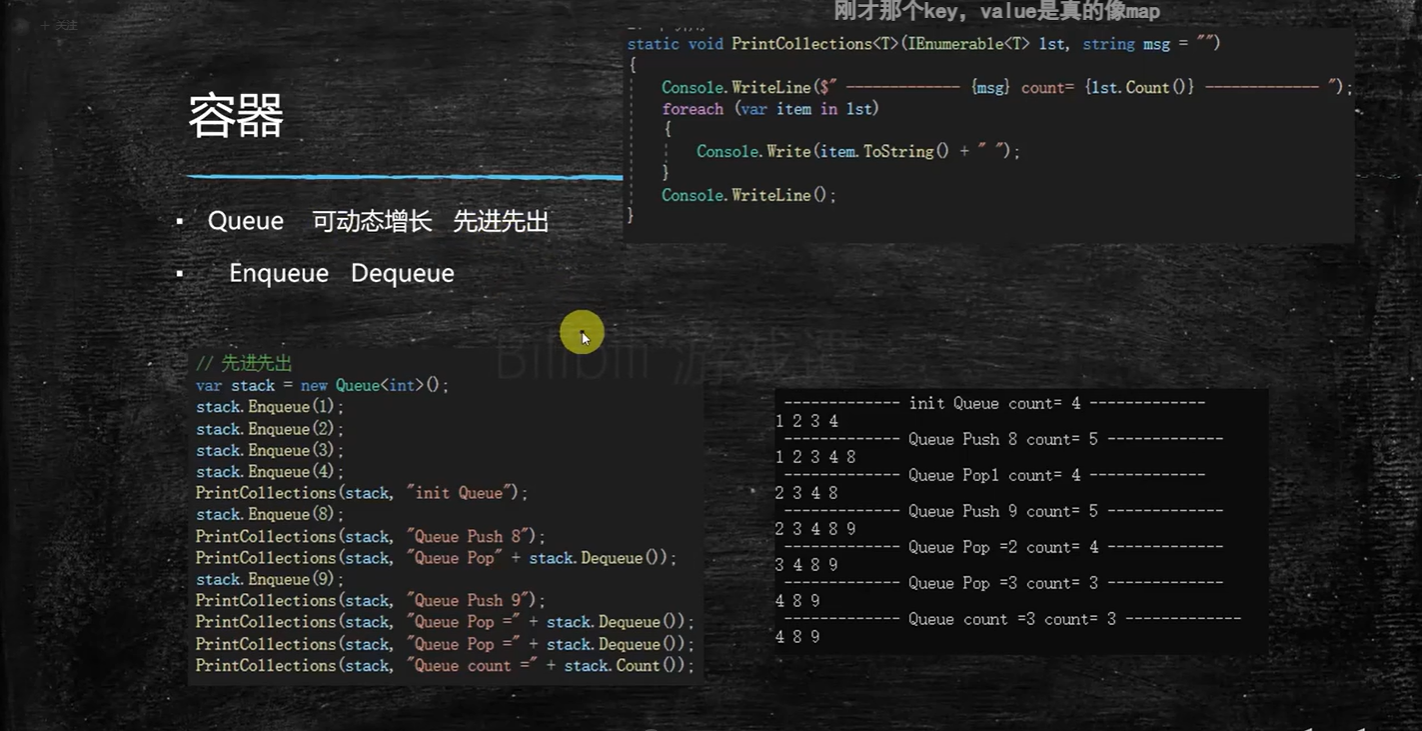 + 关注
刚才那个key，value是真的像map
static void PrintCollections<T>(IEnumerable<T> lst, string msg = "")
{
Console.WriteLine($" ------------- {msg} count= {lst.Count()} ------------- ");
foreach (var item in lst)
{
Console.Write(item.ToString() + " ");
}
Console.WriteLine();
}
容器
▪ Queue 可动态增长 先进先出
▪ Enqueue Dequeue
// 先进先出
var stack = new Queue<int>();
stack.Enqueue(1);
stack.Enqueue(2);
stack.Enqueue(3);
stack.Enqueue(4);
PrintCollections(stack, "init Queue");
stack.Enqueue(8);
PrintCollections(stack, "Queue Push 8");
PrintCollections(stack, "Queue Pop" + stack.Dequeue());
stack.Enqueue(9);
PrintCollections(stack, "Queue Push 9");
PrintCollections(stack, "Queue Pop =" + stack.Dequeue());
PrintCollections(stack, "Queue Pop =" + stack.Dequeue());
PrintCollections(stack, "Queue count =" + stack.Count());
------------- init Queue count= 4 -------------
1 2 3 4
------------- Queue Push 8 count= 5 -------------
1 2 3 4 8
------------- Queue Pop1 count= 4 -------------
2 3 4 8
------------- Queue Push 9 count= 5 -------------
2 3 4 8 9
------------- Queue Pop =2 count= 4 -------------
3 4 8 9
------------- Queue Pop =3 count= 3 -------------
4 8 9
------------- Queue count =3 count= 3 -------------
4 8 9